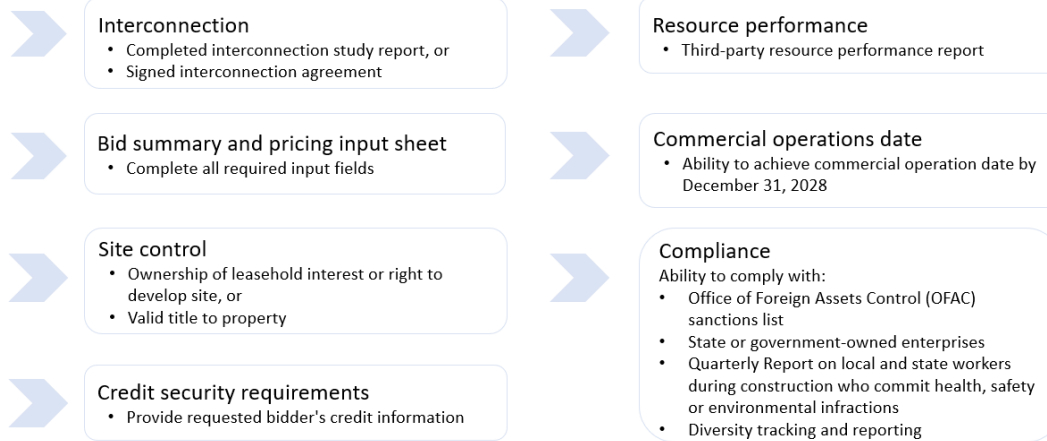 Interconnection
• Completed interconnection study report, or
• Signed interconnection agreement
Bid summary and pricing input sheet
• Complete all required input fields
Site control
• Ownership of leasehold interest or right to
develop site, or
• Valid title to property
Credit security requirements
• Provide requested bidder's credit information
Resource performance
• Third-party resource performance report
Commercial operations date
• Ability to achieve commercial operation date by
December 31, 2028
Compliance
Ability to comply with:
• Office of Foreign Assets Control (OFAC)
sanctions list
• State or government-owned enterprises
• Quarterly Report on local and state workers
during construction who commit health, safety
or environmental infractions
• Diversity tracking and reporting